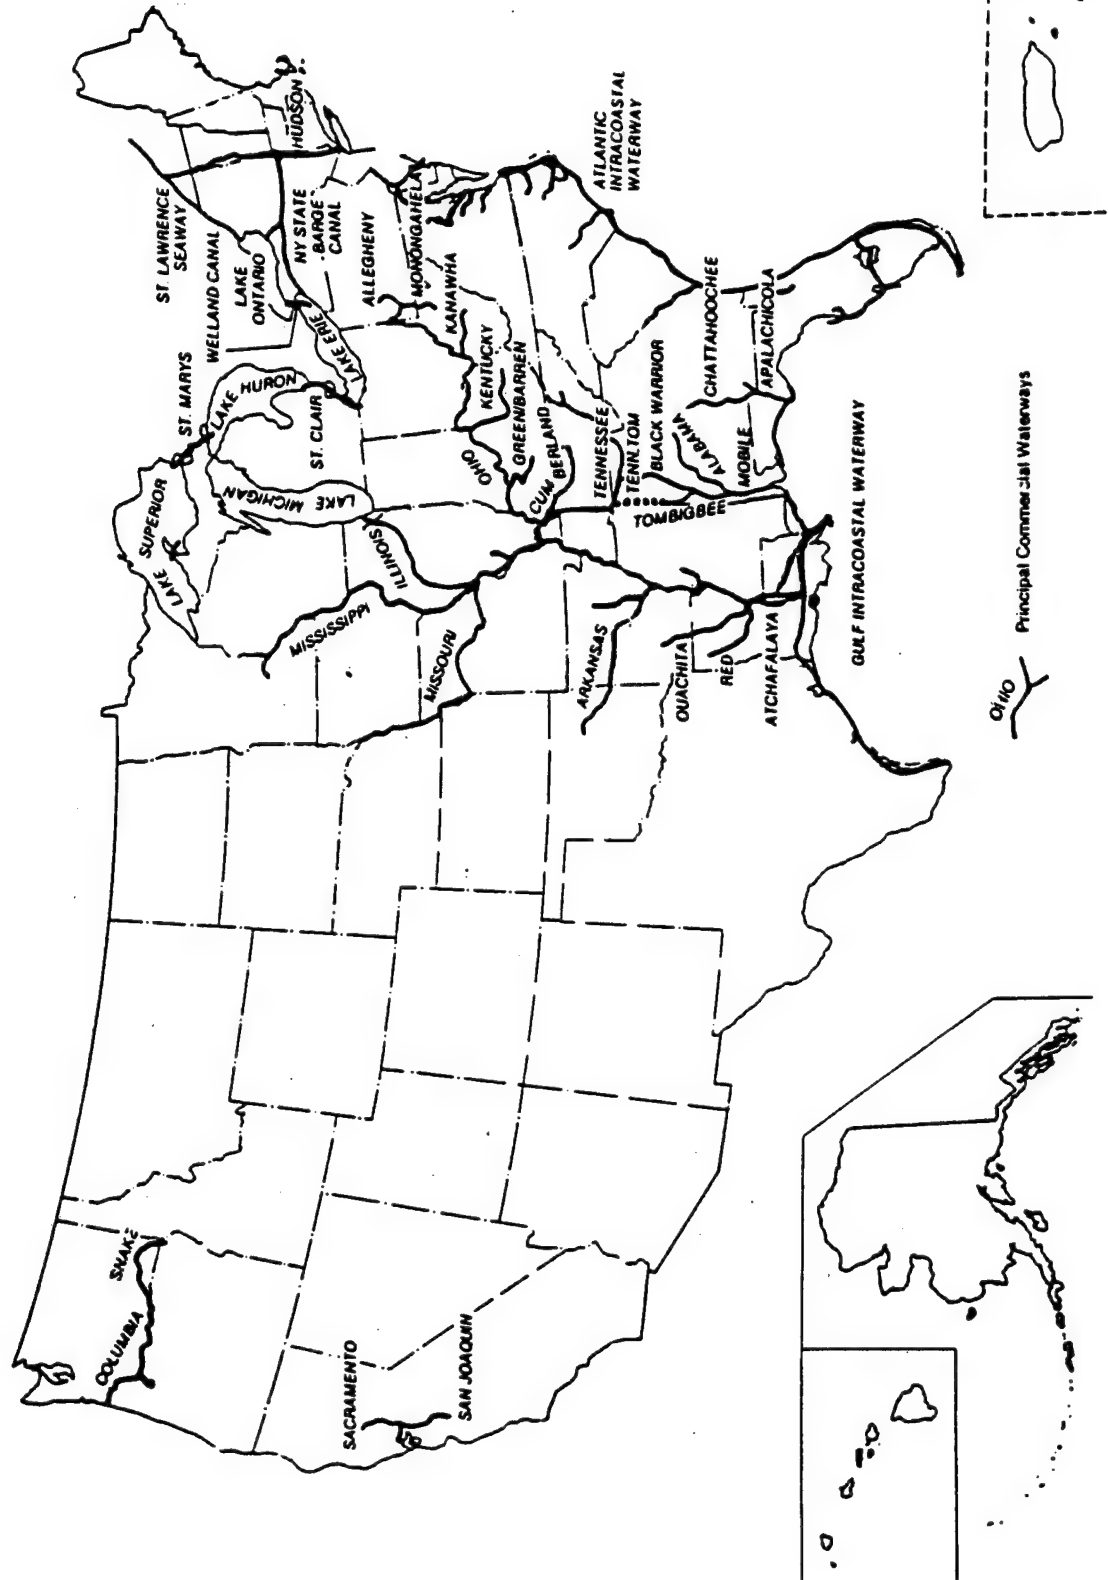 COLUMBIA
SNAKE
SACRAMENTO
SAN JOAQUIN
MISSISSIPPI
MISSOURI
ILLINOIS
ARKANSAS
OUACHITA
RED
ATCHAFALAYA
GULF INTRACOASTAL WATERWAY
LAKE SUPERIOR
LAKE MICHIGAN
ST. MARYS
LAKE HURON
ST. CLAIR
LAKE ERIE
WELLAND CANAL
LAKE
ONTARIO
ST. LAWRENCE
SEAWAY
NY STATE
BARGE
CANAL
HUDSON
ALLEGHENY
MONONGAHELA
KANAWHA
KENTUCKY
GREEN/BARREN
OHIO
CUMBERLAND
TENNESSEE
TENN.TOM
BLACK WARRIOR
ALABAMA
MOBILE
TOMBIGBEE
CHATTAHOOCHEE
APALACHICOLA
ATLANTIC
INTRACOASTAL
WATERWAY
OHIO
Principal Commercial Waterways